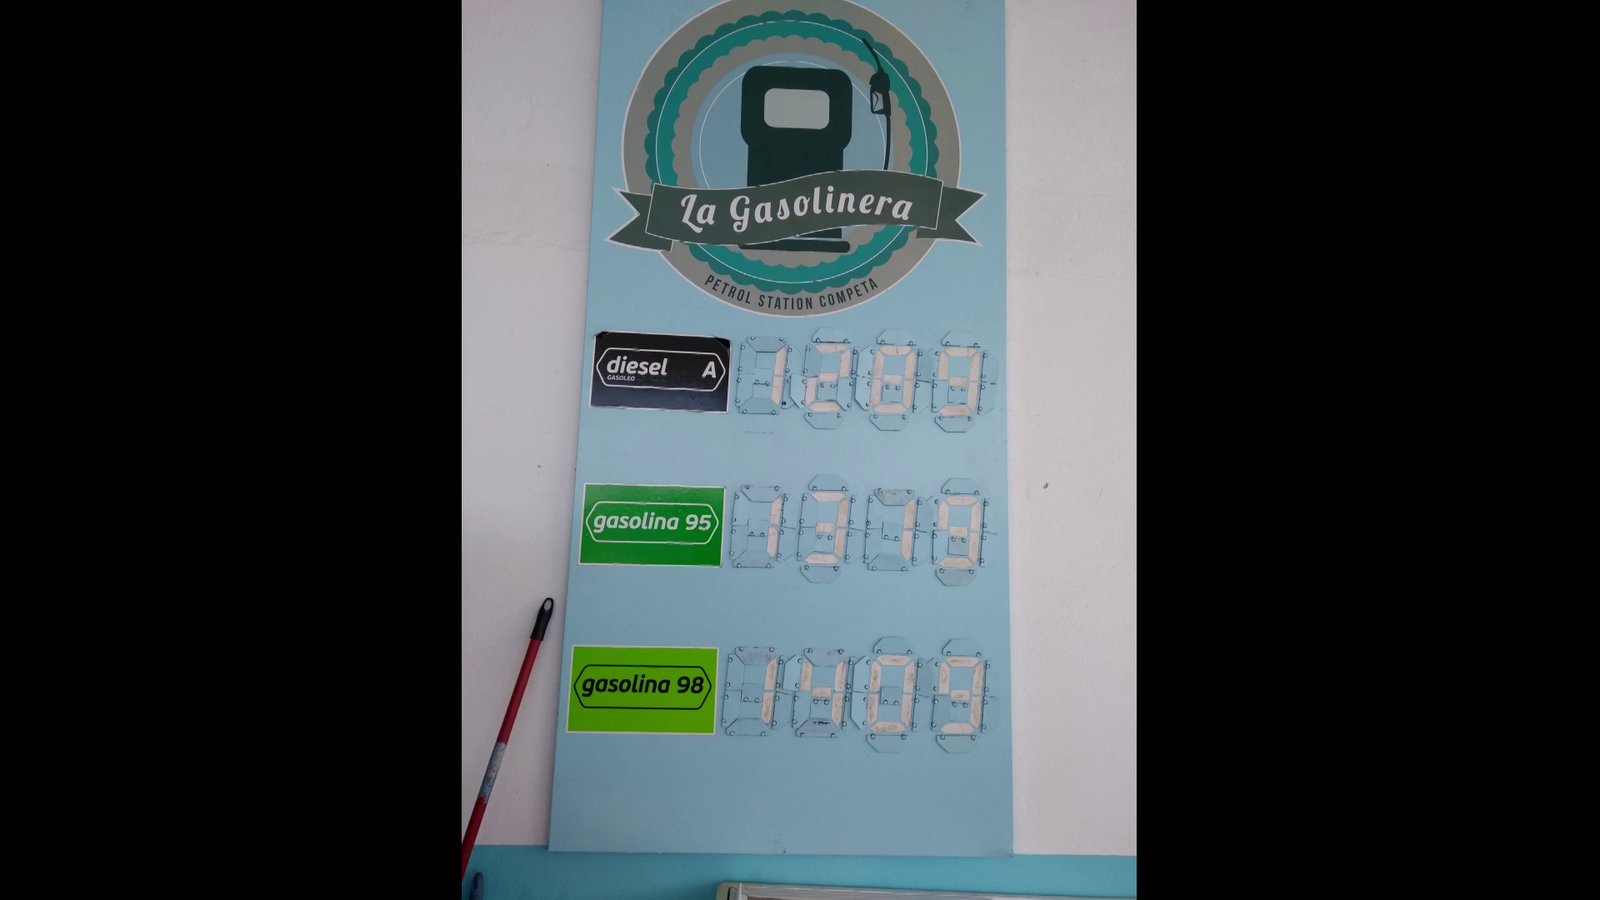 La Gasolinera
PETROL STATION COMPETA
diesel A 1209
GASOLEO
gasolina 95 1319
gasolina 98 1409